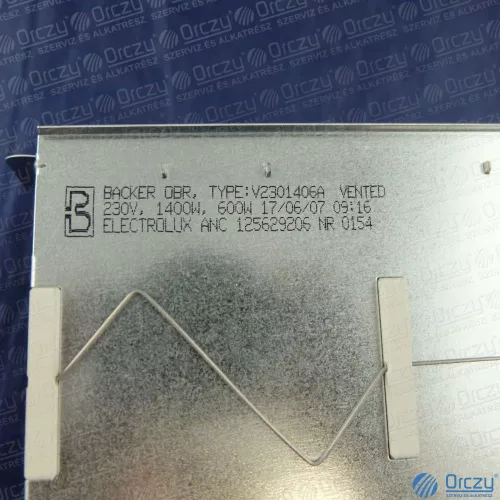 BACKER OBR, TYPE:V2301406A VENTED
230V, 1400W, 600W 17/06/07 09:16
ELECTROLUX ANC 125629206 NR 0154
Orczy
SZERVIZ ÉS ALKATRÉSZ